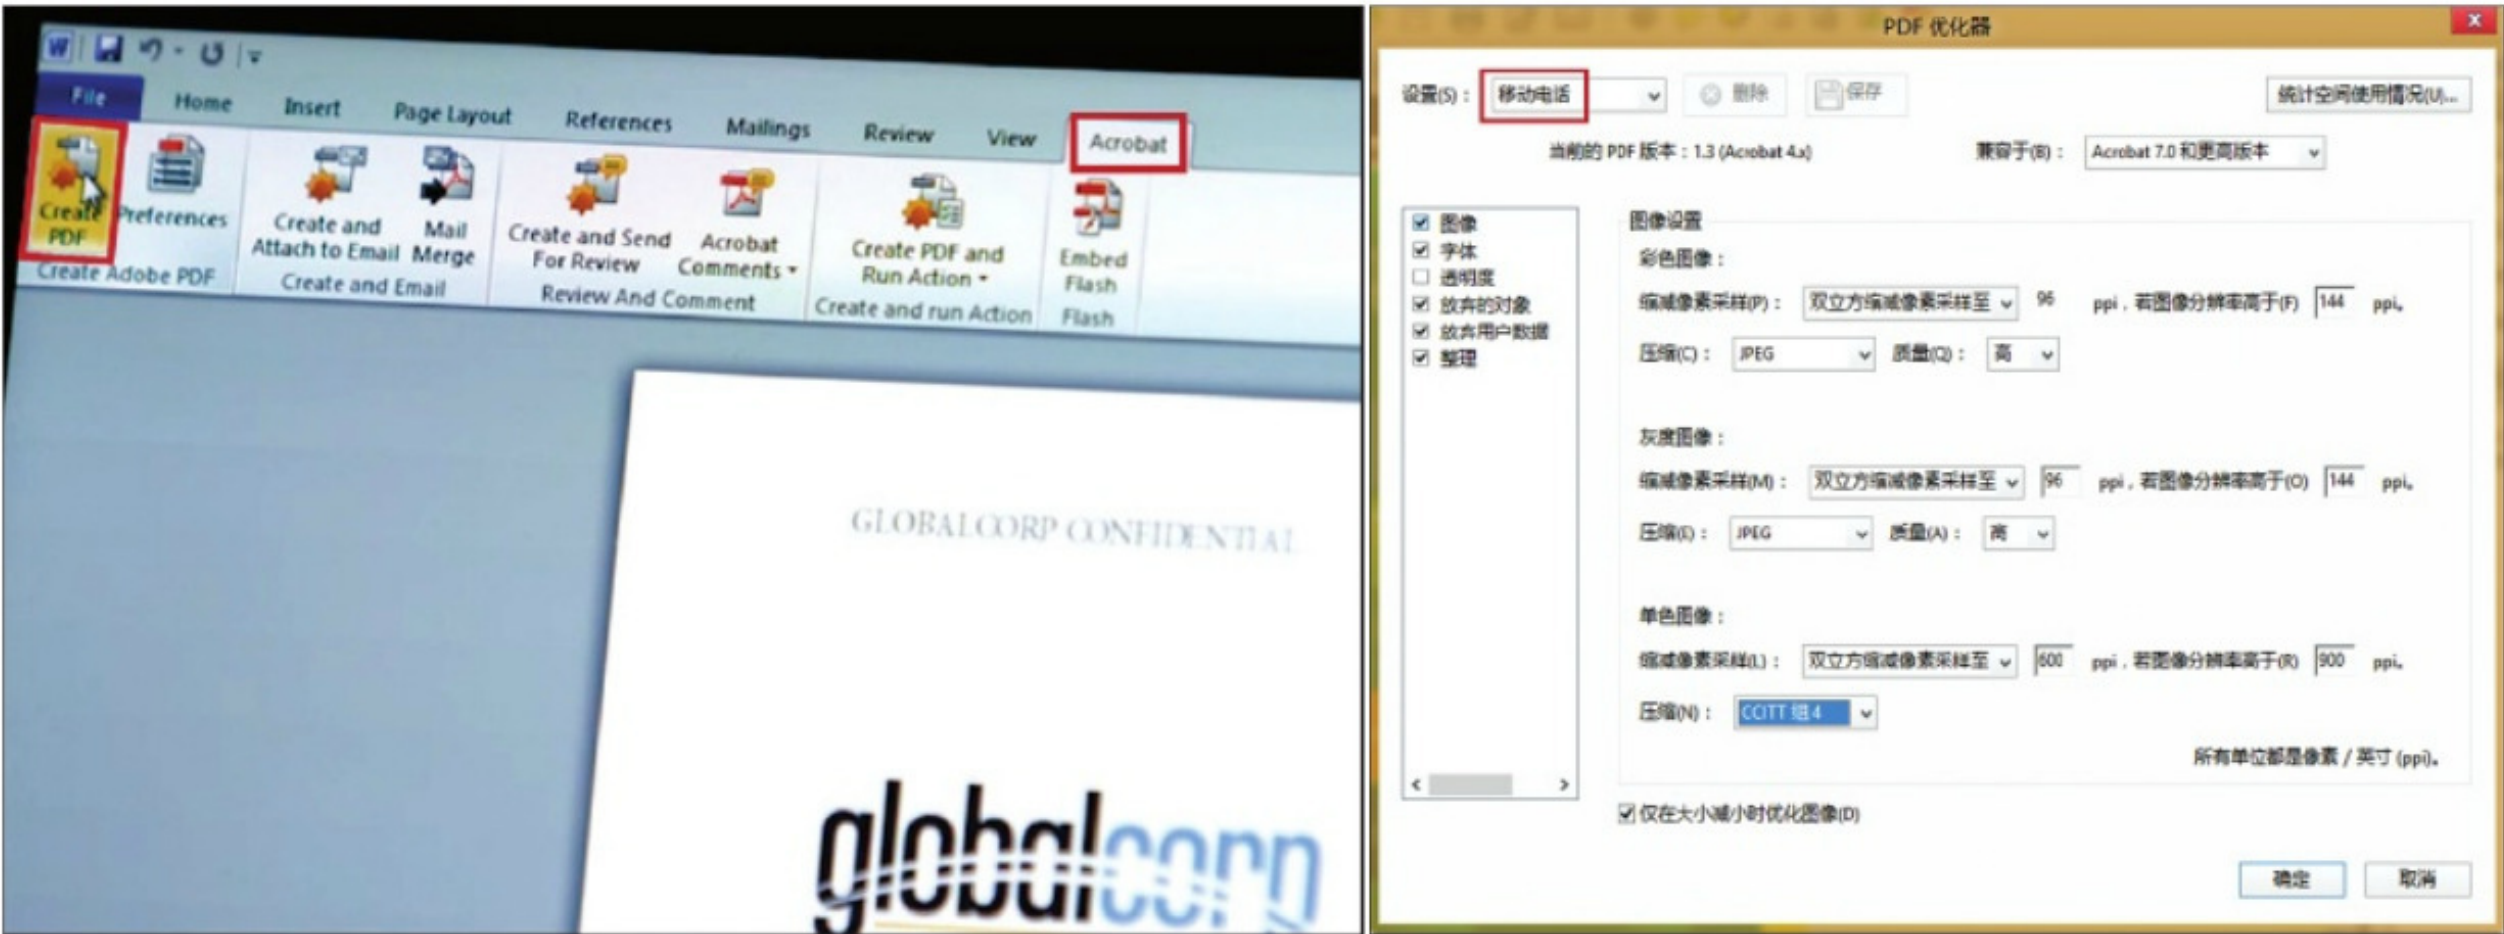 W
File Home Insert Page Layout References Mailings Review View Acrobat
Create PDF
Preferences
Create and Attach to Email
Mail Merge
Create and Send For Review
Acrobat Comments
Create PDF and Run Action
Embed Flash
Create Adobe PDF
Create and Email
Review And Comment
Create and run Action
Flash
GLOBALCORP CONFIDENTIAL
globalcorp
PDF 优化器
设置(S)： 移动电话 删除 保存 统计空间使用情况(U)...
当前的 PDF 版本：1.3 (Acrobat 4.x) 兼容于(B)： Acrobat 7.0 和更高版本
图像
字体
透明度
放弃的对象
放弃用户数据
整理
图像设置
彩色图像：
缩减像素采样(P)： 双立方缩减像素采样至 96 ppi，若图像分辨率高于(F) 144 ppi。
压缩(C)： JPEG 质量(Q)： 高
灰度图像：
缩减像素采样(M)： 双立方缩减像素采样至 96 ppi，若图像分辨率高于(O) 144 ppi。
压缩(E)： JPEG 质量(A)： 高
单色图像：
缩减像素采样(L)： 双立方缩减像素采样至 600 ppi，若图像分辨率高于(R) 900 ppi。
压缩(N)： CCITT 组 4
所有单位都是像素 / 英寸 (ppi)。
仅在大小减小时优化图像(D)
确定 取消